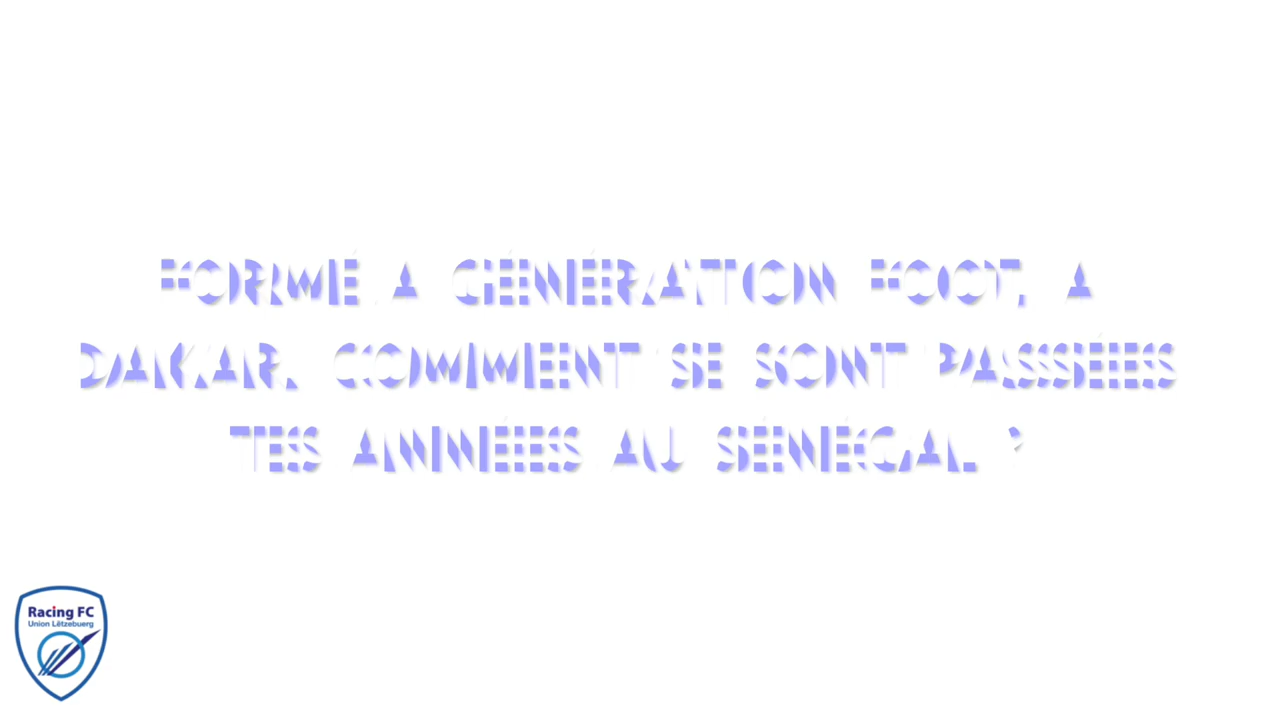 FORMÉ A GÉNÉRATION FOOT, A
DAKAR, COMMENT SE SONT PASSÉES
TES ANNÉES AU SÉNÉGAL ?
Racing FC
Union Lëtzebuerg